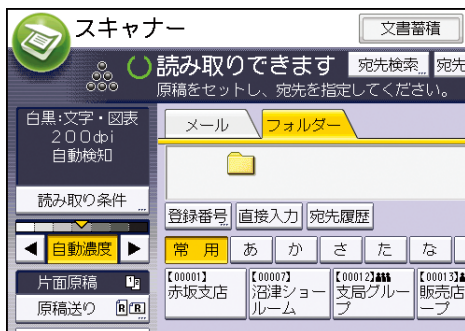 スキャナー
文書蓄積
読み取りできます
宛先検索
宛先
原稿をセットし、宛先を指定してください。
白黒:文字・図表
200dpi
自動検知
読み取り条件
自動濃度
片面原稿
原稿送り
メール
フォルダー
登録番号
直接入力
宛先履歴
常用
あ
か
さ
た
な
【00001】
赤坂支店
【00007】
沼津ショー
ルーム
【00012】
支局グルー
プ
【00013】
販売店
ープ